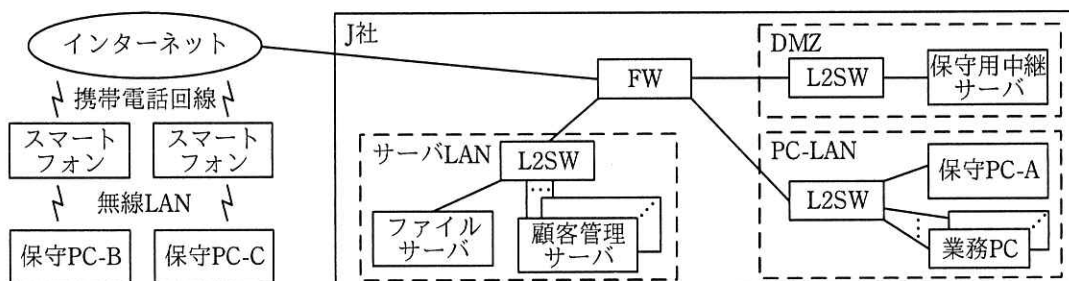 インターネット
携帯電話回線
スマート
フォン
スマート
フォン
無線LAN
保守PC-B
保守PC-C
J社
FW
サーバLAN
L2SW
ファイル
サーバ
顧客管理
サーバ
DMZ
L2SW
保守用中継
サーバ
PC-LAN
L2SW
保守PC-A
業務PC